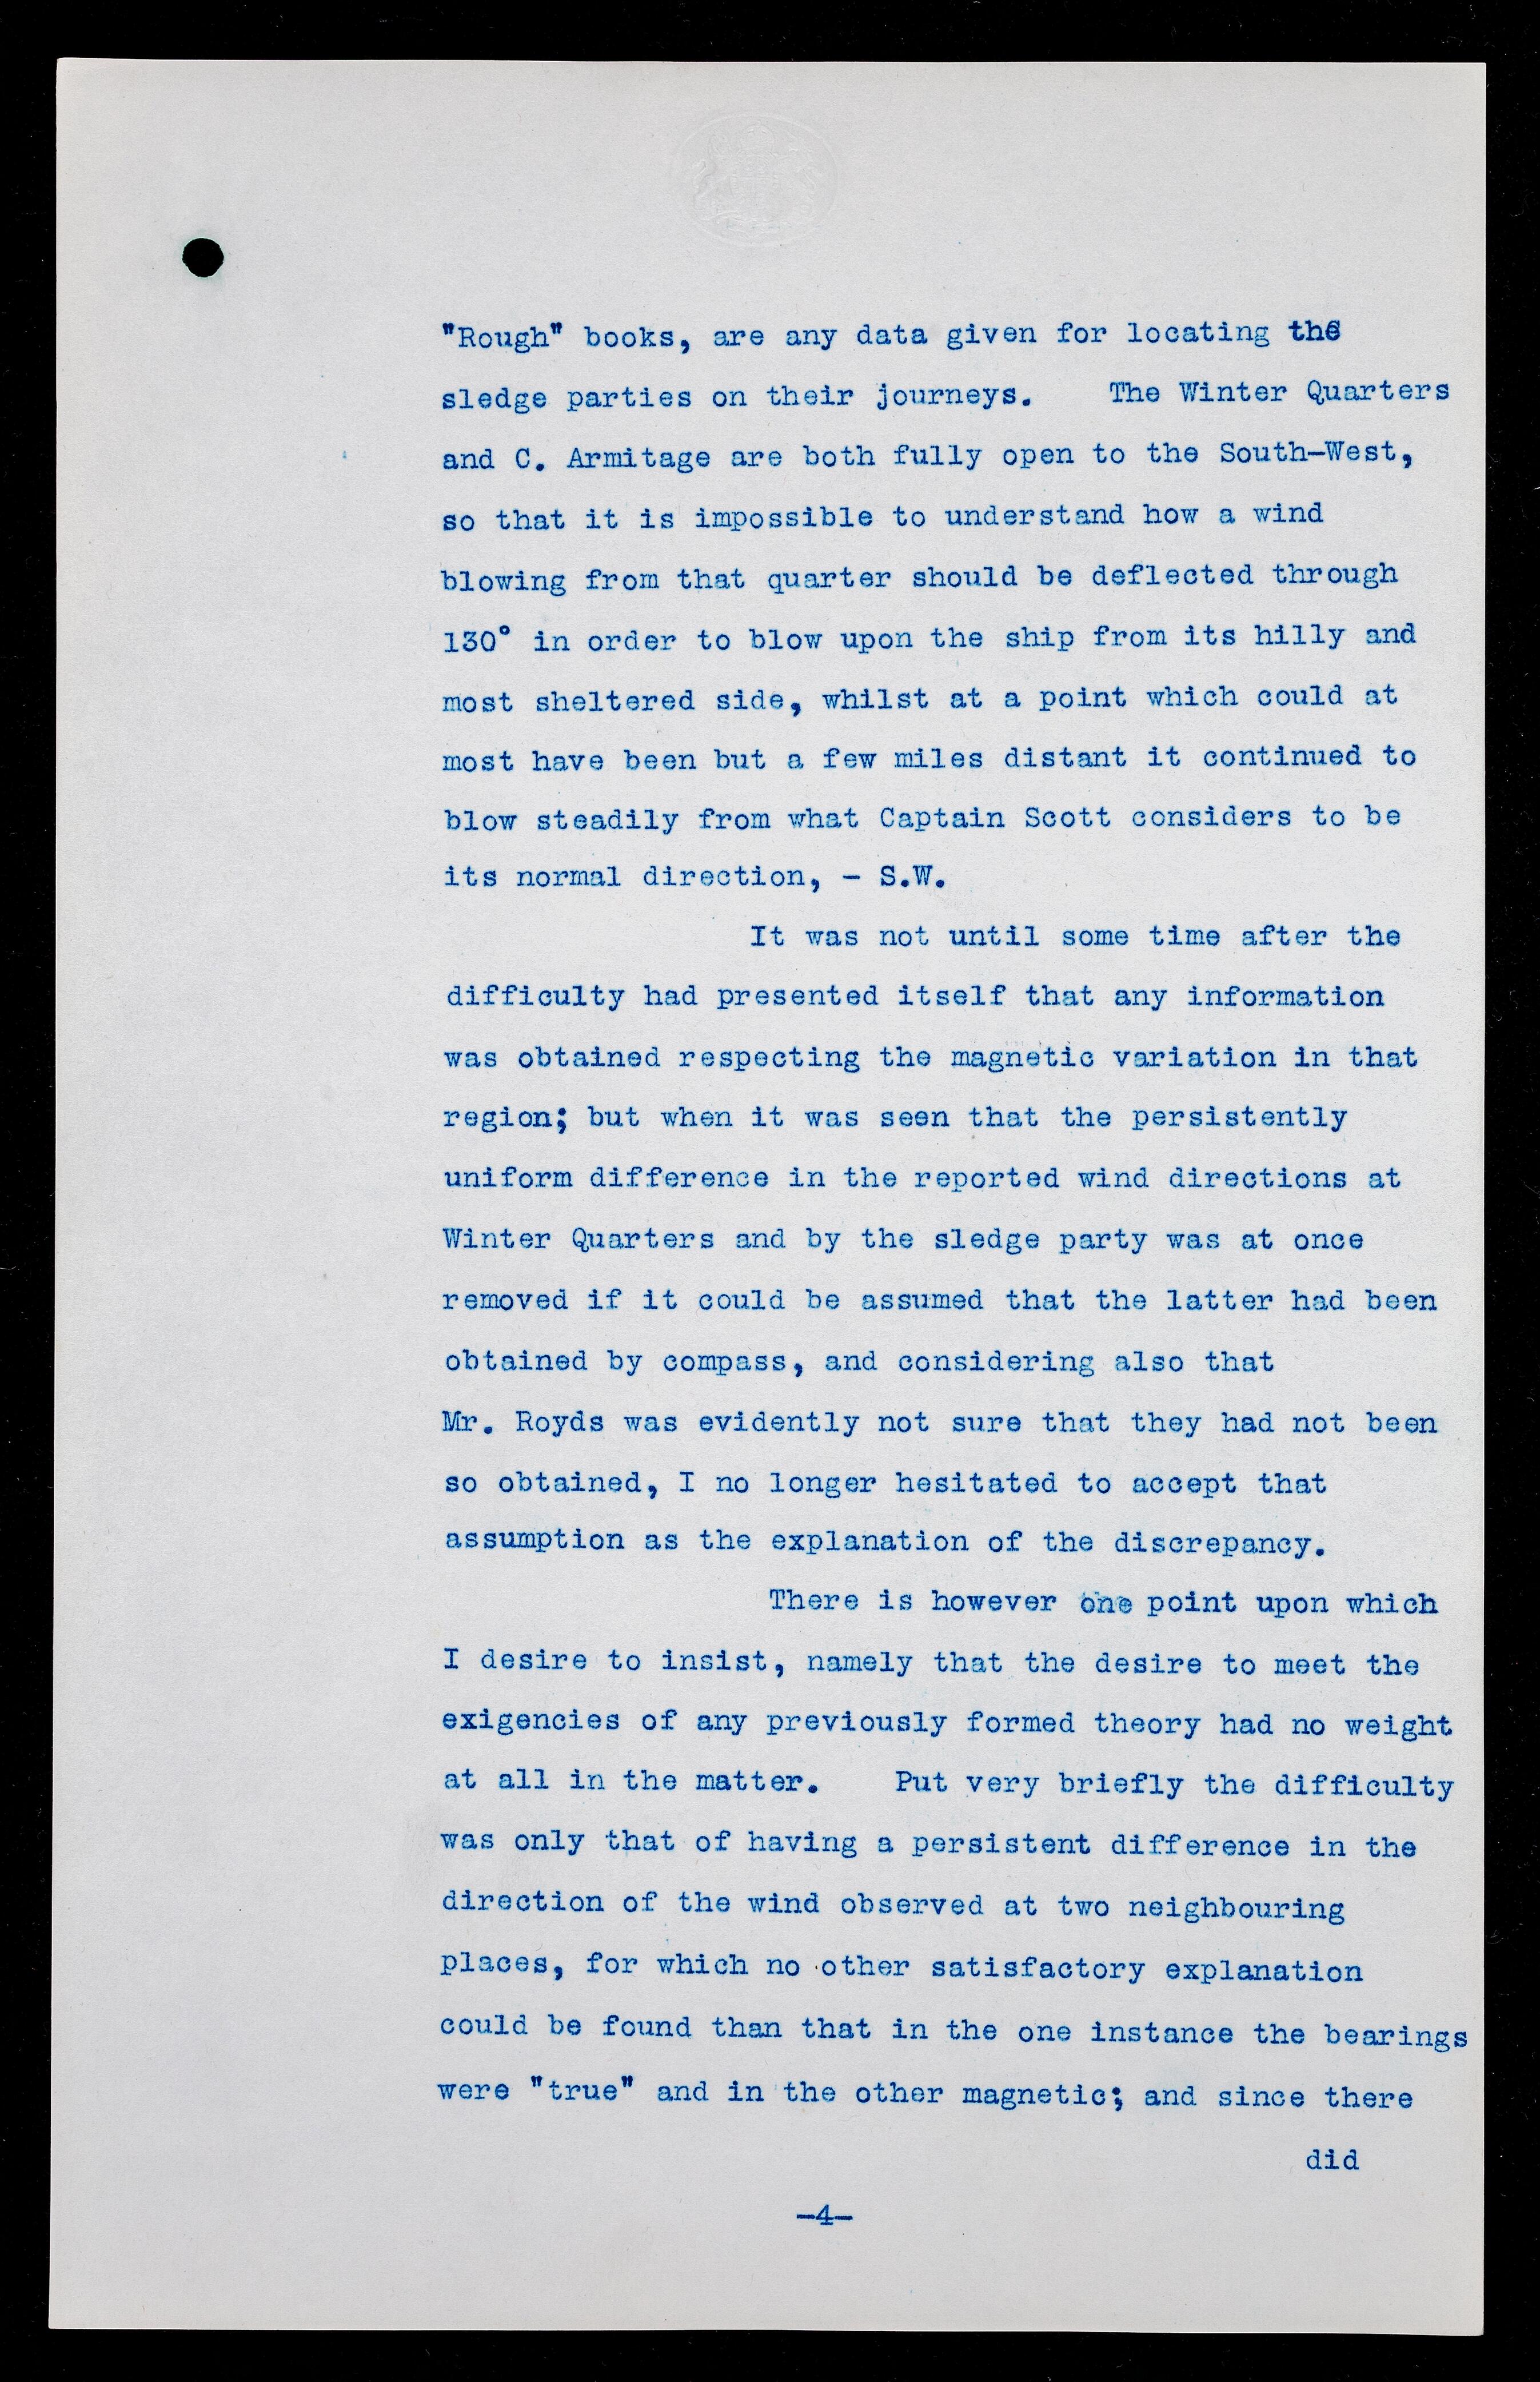 "Rough" books, are any data given for locating the
sledge parties on their journeys. The Winter Quarters
and C. Armitage are both fully open to the South-West,
so that it is impossible to understand how a wind
blowing from that quarter should be deflected through
130° in order to blow upon the ship from its hilly and
most sheltered side, whilst at a point which could at
most have been but a few miles distant it continued to
blow steadily from what Captain Scott considers to be
its normal direction, - S.W.
It was not until some time after the
difficulty had presented itself that any information
was obtained respecting the magnetic variation in that
region; but when it was seen that the persistently
uniform difference in the reported wind directions at
Winter Quarters and by the sledge party was at once
removed if it could be assumed that the latter had been
obtained by compass, and considering also that
Mr. Royds was evidently not sure that they had not been
so obtained, I no longer hesitated to accept that
assumption as the explanation of the discrepancy.
There is however one point upon which
I desire to insist, namely that the desire to meet the
exigencies of any previously formed theory had no weight
at all in the matter. Put very briefly the difficulty
was only that of having a persistent difference in the
direction of the wind observed at two neighbouring
places, for which no other satisfactory explanation
could be found than that in the one instance the bearings
were "true" and in the other magnetic; and since there
did
-4-